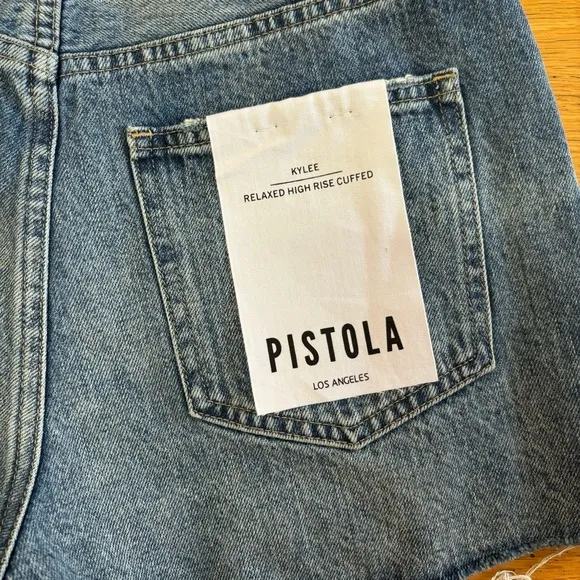 KYLEE
RELAXED HIGH RISE CUFFED
PISTOLA
LOS ANGELES